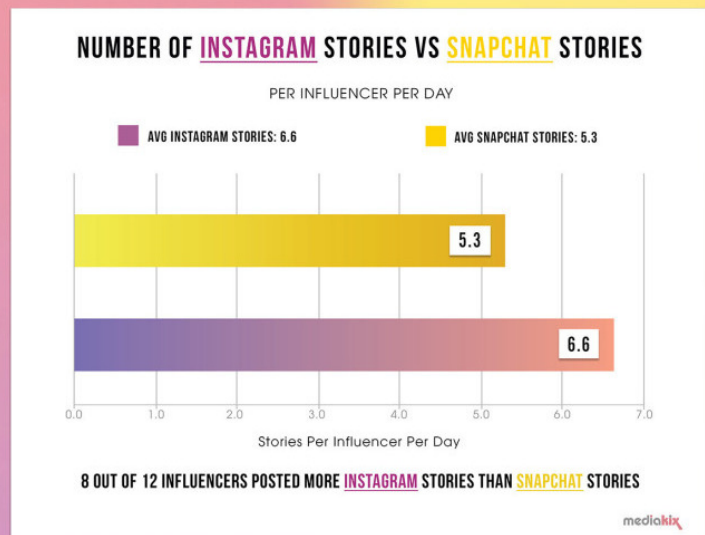 NUMBER OF INSTAGRAM STORIES VS SNAPCHAT STORIES
PER INFLUENCER PER DAY
AVG INSTAGRAM STORIES: 6.6
AVG SNAPCHAT STORIES: 5.3
5.3
6.6
0.0 1.0 2.0 3.0 4.0 5.0 6.0 7.0
Stories Per Influencer Per Day
8 OUT OF 12 INFLUENCERS POSTED MORE INSTAGRAM STORIES THAN SNAPCHAT STORIES
mediakix